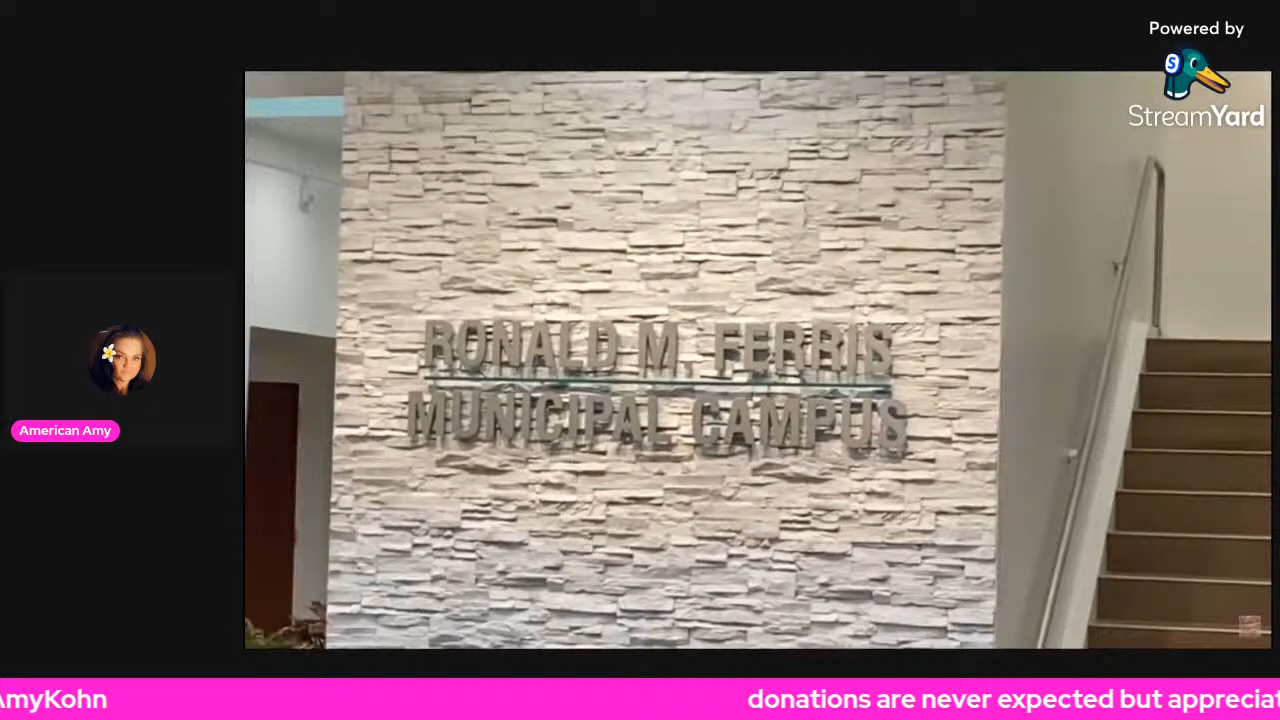 Powered by
StreamYard
RONALD M. FERRIS
MUNICIPAL CAMPUS
American Amy
AmyKohn
donations are never expected but appreciat